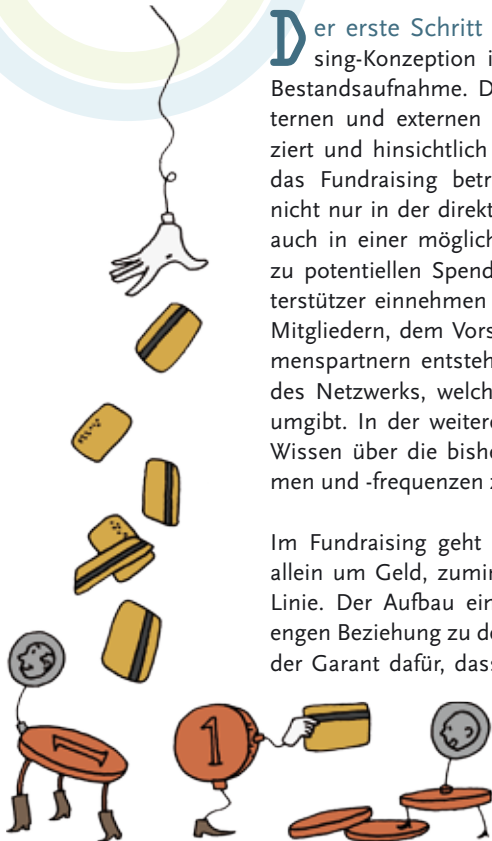 Der erste Schritt
sing-Konzeption i
Bestandsaufnahme. D
ternen und externen
ziert und hinsichtlich
das Fundraising betr
nicht nur in der direkt
auch in einer möglich
zu potentiellen Spend
terstützer einnehmen
Mitgliedern, dem Vors
menspartnern entsteh
des Netzwerks, welch
umgibt. In der weitere
Wissen über die bishe
men und -frequenzen z
Im Fundraising geht
allein um Geld, zumin
Linie. Der Aufbau ein
engen Beziehung zu de
der Garant dafür, dass
1
1